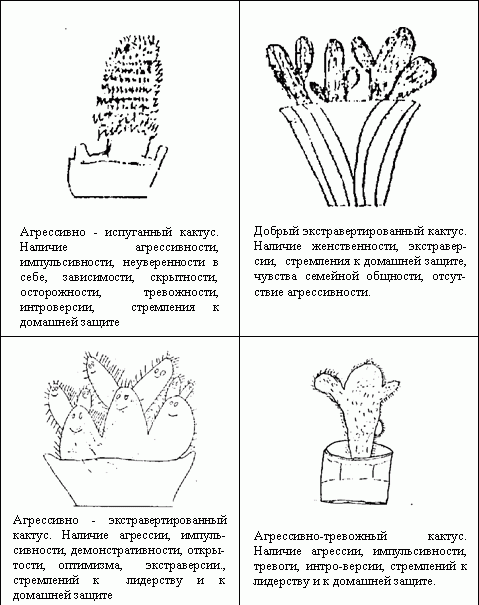 Агрессивно - испуганный кактус.
Наличие агрессивности,
импульсивности, неуверенности в
себе, зависимости, скрытности,
осторожности, тревожности,
интроверсии, стремления к
домашней защите
Добрый экстравертированный кактус.
Наличие женственности, экстравер-
сии, стремления к домашней защите,
чувства семейной общности, отсут-
ствие агрессивности.
Агрессивно - экстравертированный
кактус. Наличие агрессии, импуль-
сивности, демонстративности, откры-
тости, оптимизма, экстраверсии.,
стремлений к лидерству и к
домашней защите
Агрессивно-тревожный кактус.
Наличие агрессии, импульсивности,
тревоги, интро-версии, стремлений к
лидерству и к домашней защите.